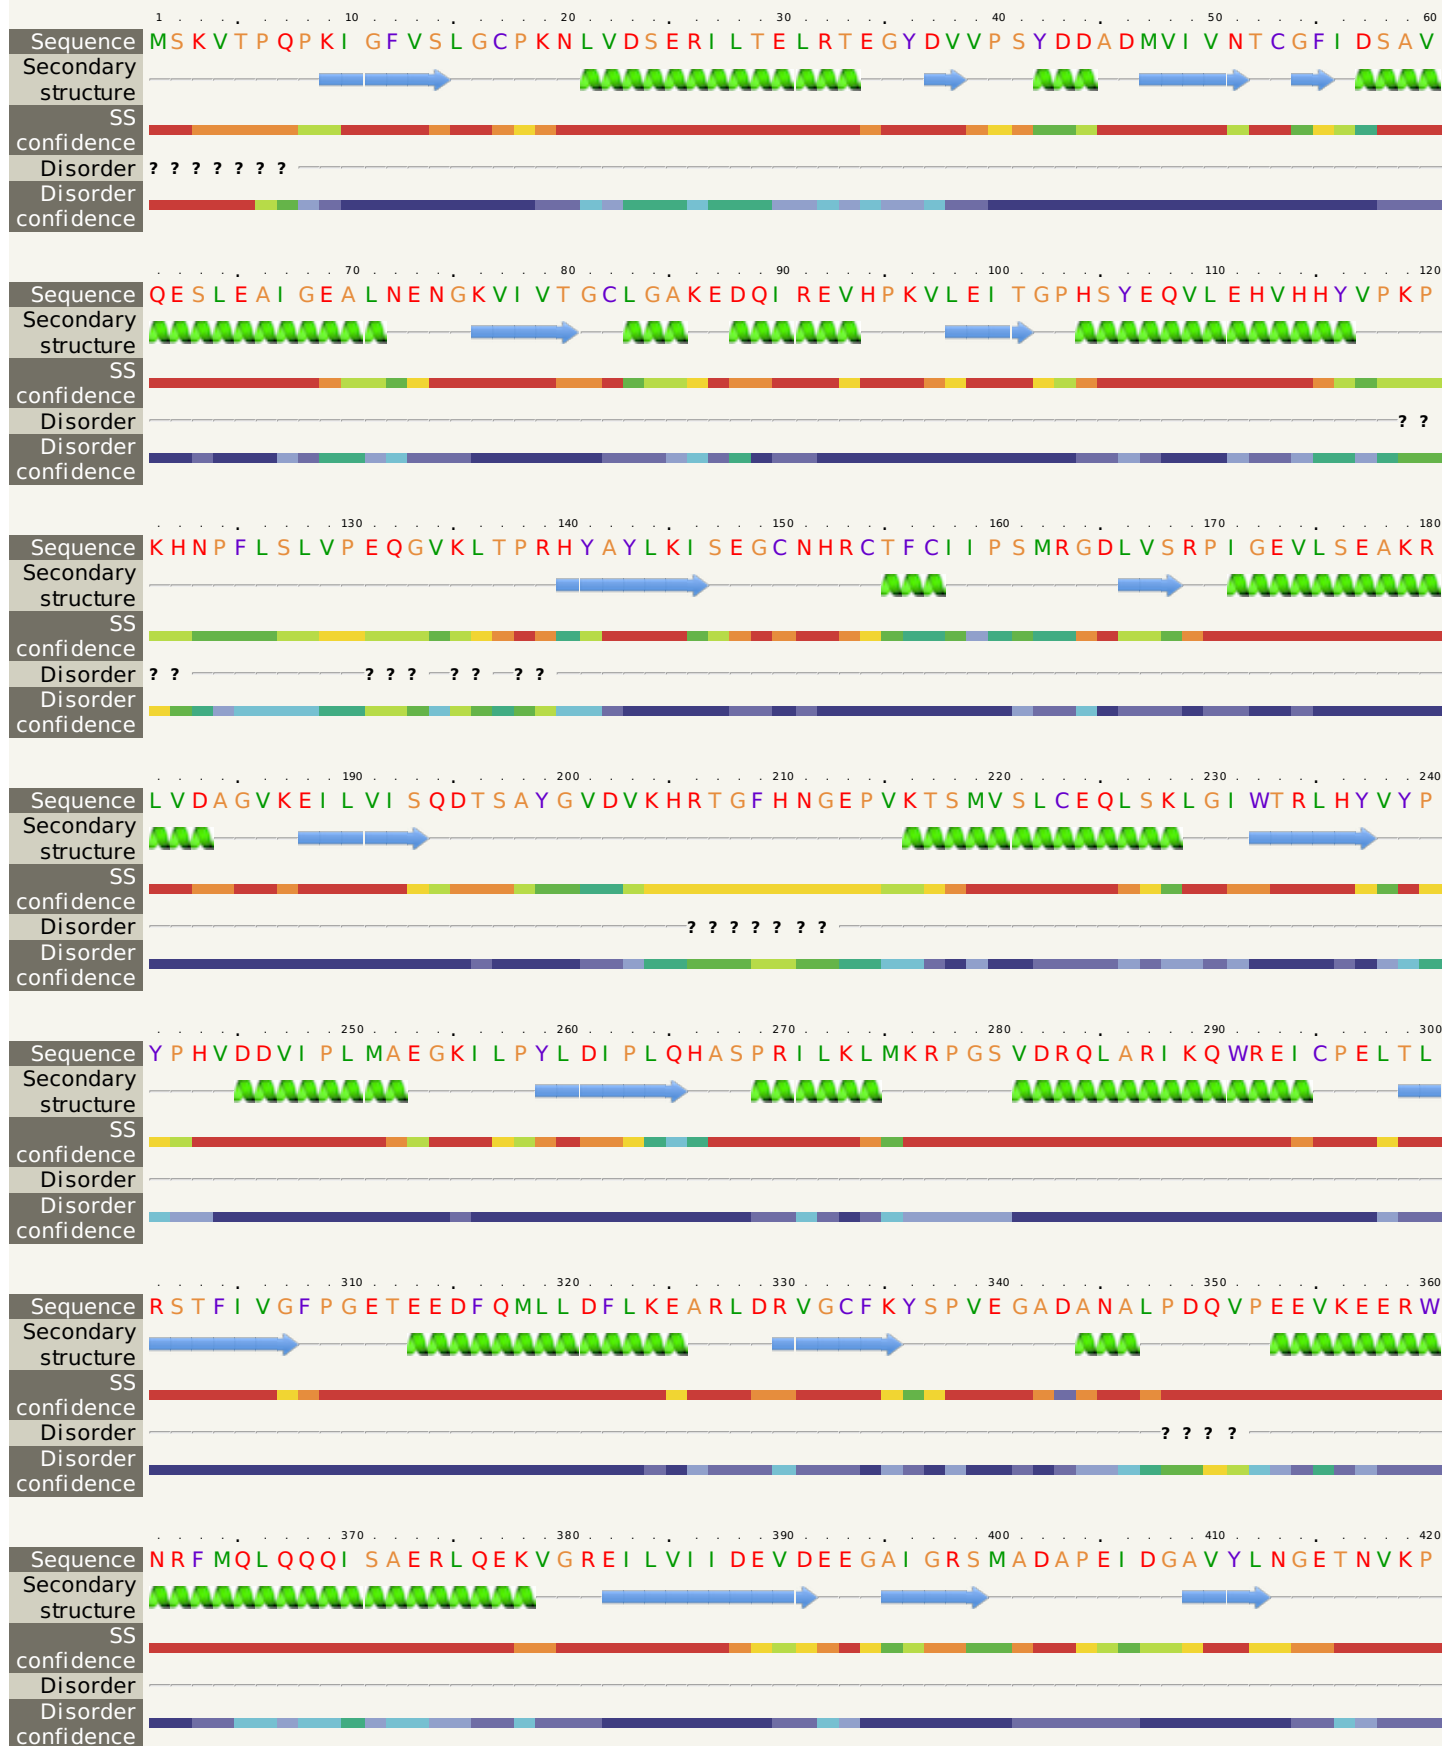 1 10 20 30 40 50 60
Sequence MSKVTPQPKIGFVSLGCPKNLVDSERILTELRTEGYDVVPSYDDADMVIVNTCGFIDSAV
Secondary
structure
SS
confidence
Disorder ???????
Disorder
confidence
70 80 90 100 110 120
Sequence QESLEAIGEALNENGKVIVTGCLGAKEDQIREVHPKVLEITGPHSYEQVLEHVHHYVPKP
Secondary
structure
SS
confidence
Disorder ??
Disorder
confidence
130 140 150 160 170 180
Sequence KHNPFLSLVPEQGVKLTPRHYAYLKISEGCNHRCTFCIIPSMRGDLVSRPIGEVLSEAKR
Secondary
structure
SS
confidence
Disorder ?? ??? ?? ??
Disorder
confidence
190 200 210 220 230 240
Sequence LVDAGVKEILVISQDTSAYGVDVKHRTGFHNGEPVKTSMVSLCEQLSKLGIWTRLHYVYP
Secondary
structure
SS
confidence
Disorder ???????
Disorder
confidence
250 260 270 280 290 300
Sequence YPHVDDVIPLMAEGKILPYLDIPLQHASPRILKLMKRPGSVDRQLARIKQWREICPELTL
Secondary
structure
SS
confidence
Disorder
Disorder
confidence
310 320 330 340 350 360
Sequence RSTFIVGFPGETEEDFQMLLDFLKEARLDRVGCFKYSPVEGADANALPDQVPEEVKEERW
Secondary
structure
SS
confidence
Disorder ????
Disorder
confidence
370 380 390 400 410 420
Sequence NRFMQLQQQISAERLQEKVGREILVIIDEVDEEGAIGRSMADAPEIDGAVYLNGETNVKP
Secondary
structure
SS
confidence
Disorder
Disorder
confidence